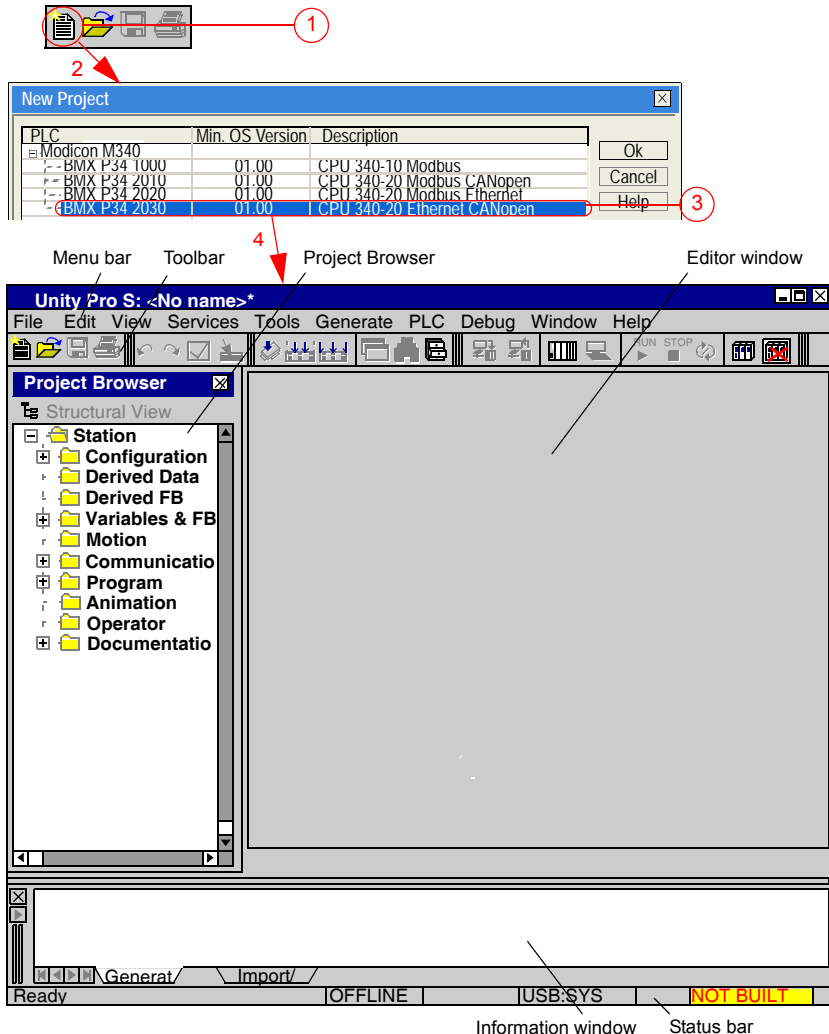 1
2
New Project
PLC Min. OS Version Description
Modicon M340
BMX P34 1000 01.00 CPU 340-10 Modbus
BMX P34 2010 01.00 CPU 340-20 Modbus CANopen
BMX P34 2020 01.00 CPU 340-20 Modbus Ethernet
BMX P34 2030 01.00 CPU 340-20 Ethernet CANopen
Ok
Cancel
Help
3
4
Menu bar Toolbar Project Browser Editor window
Unity Pro S: <No name>*
File Edit View Services Tools Generate PLC Debug Window Help
RUN STOP
Project Browser
Structural View
Station
Configuration
Derived Data
Derived FB
Variables & FB
Motion
Communicatio
Program
Animation
Operator
Documentatio
Generat Import/
Ready OFFLINE USB:SYS NOT BUILT
Information window Status bar